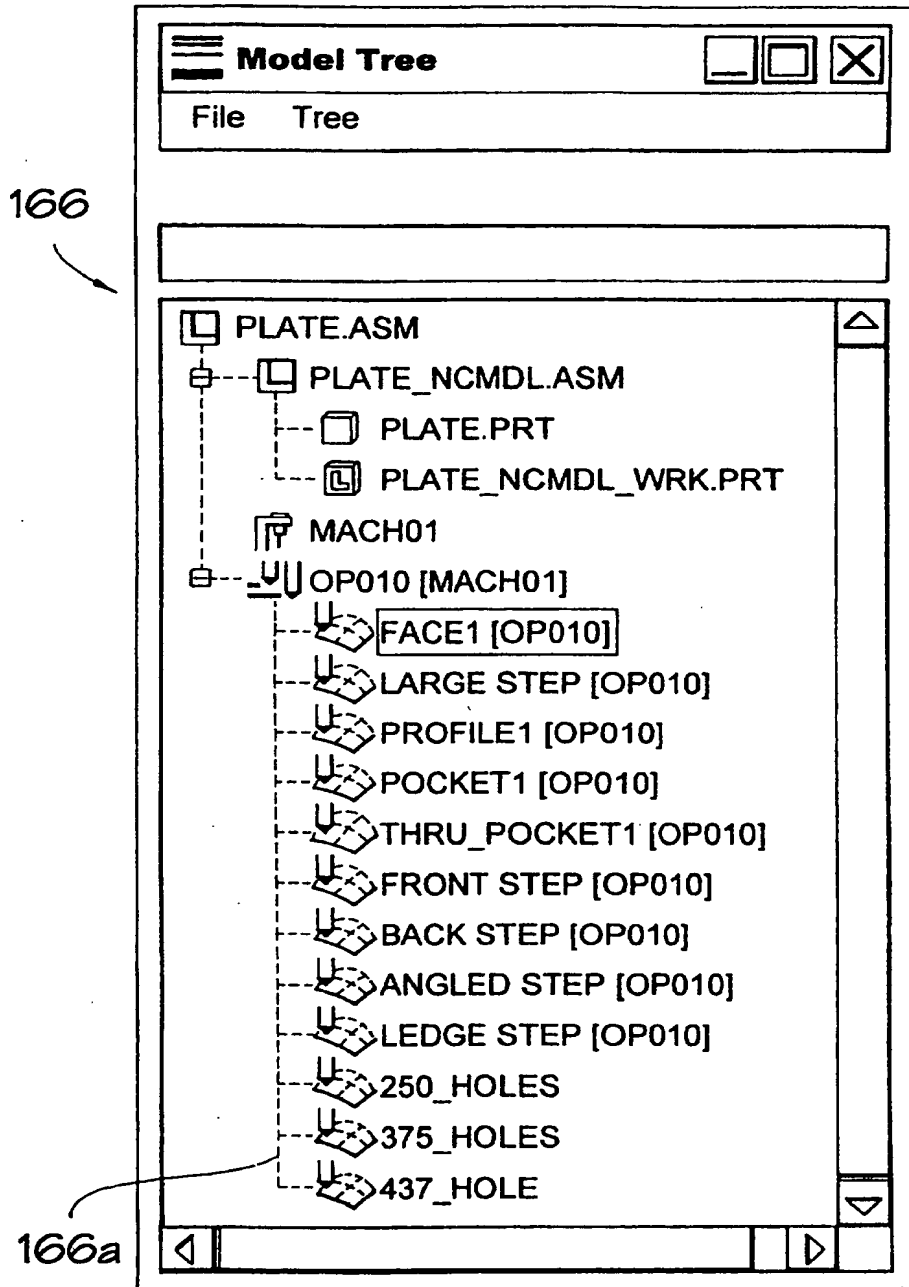 Model Tree
File Tree
166
PLATE.ASM
PLATE_NCMDL.ASM
PLATE.PRT
PLATE_NCMDL_WRK.PRT
MACH01
OP010 [MACH01]
FACE1 [OP010]
LARGE STEP [OP010]
PROFILE1 [OP010]
POCKET1 [OP010]
THRU_POCKET1 [OP010]
FRONT STEP [OP010]
BACK STEP [OP010]
ANGLED STEP [OP010]
LEDGE STEP [OP010]
250_HOLES
375_HOLES
437_HOLE
166a